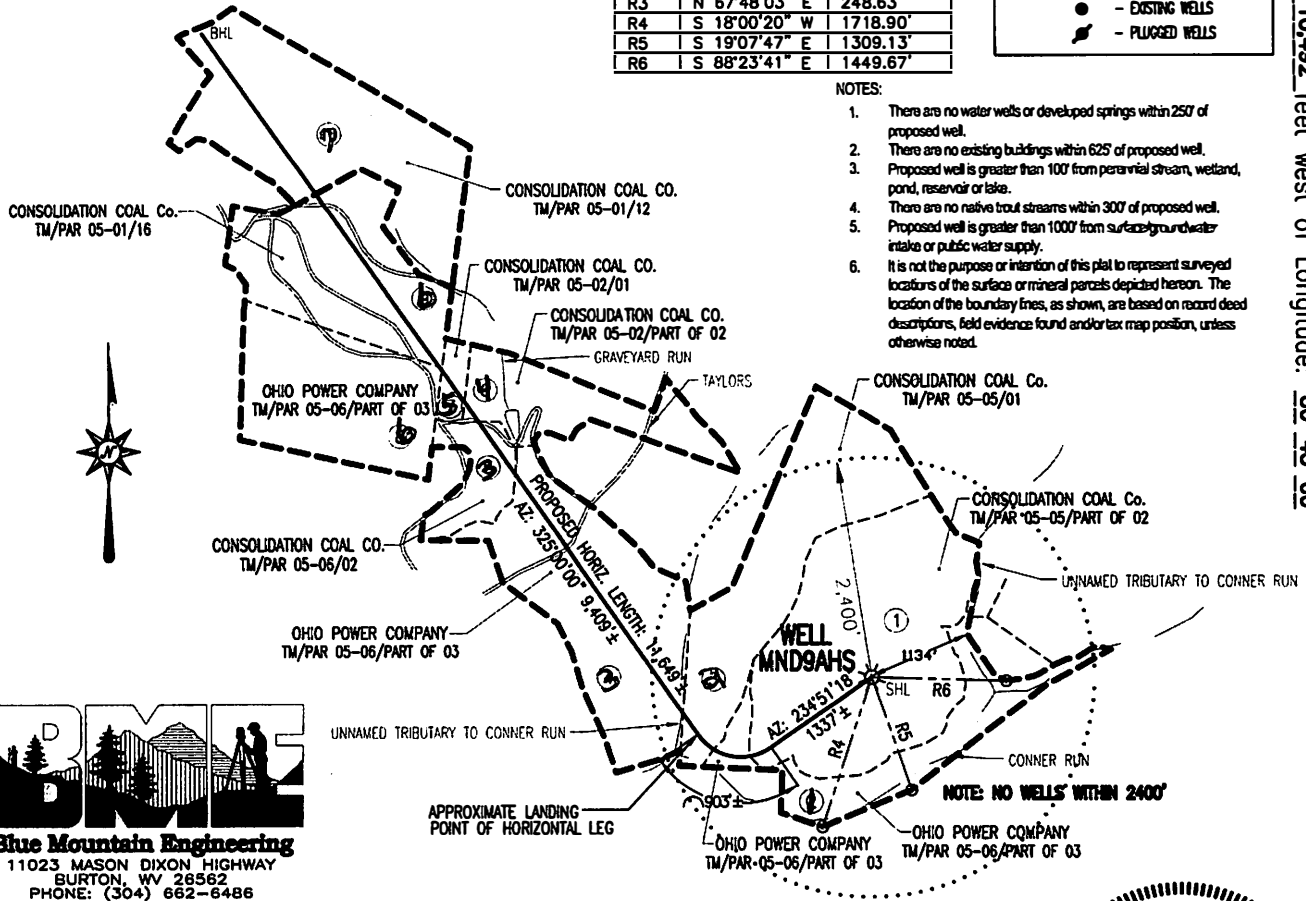 R3 N 67°48'03" E 248.63'
R4 S 18°00'20" W 1718.90'
R5 S 19°07'47" E 1309.13'
R6 S 88°23'41" E 1449.67'
- EXISTING WELLS
- PLUGGED WELLS
feet west of Longitude:
NOTES:
1. There are no water wells or developed springs within 250' of
proposed well.
2. There are no existing buildings within 625' of proposed well.
3. Proposed well is greater than 100' from perennial stream, wetland,
pond, reservoir or lake.
4. There are no native trout streams within 300' of proposed well.
5. Proposed well is greater than 1000' from surface/groundwater
intake or public water supply.
6. It is not the purpose or intention of this plat to represent surveyed
locations of the surface or mineral parcels depicted hereon. The
location of the boundary lines, as shown, are based on record deed
descriptions, field evidence found and/or tax map position, unless
otherwise noted.
BHL
CONSOLIDATION COAL CO.
TM/PAR 05-01/12
CONSOLIDATION COAL Co.
TM/PAR 05-01/16
CONSOLIDATION COAL CO.
TM/PAR 05-02/01
CONSOLIDATION COAL CO.
TM/PAR 05-02/PART OF 02
GRAVEYARD RUN
TAYLORS
OHIO POWER COMPANY
TM/PAR 05-06/PART OF 03
CONSOLIDATION COAL Co.
TM/PAR 05-05/01
CONSOLIDATION COAL Co.
TM/PAR 05-05/PART OF 02
UNNAMED TRIBUTARY TO CONNER RUN
N
5
CONSOLIDATION COAL CO.
TM/PAR 05-06/02
PROPOSED HORIZ. LENGTH: 11,649'±
AZ: 325°00'00" 9,409'±
OHIO POWER COMPANY
TM/PAR 05-06/PART OF 03
2,400'
1
WELL
MND9AHS
1134'
SHL
R6
R5
R4
AZ: 234°51'18"
1337'±
UNNAMED TRIBUTARY TO CONNER RUN
CONNER RUN
903'±
APPROXIMATE LANDING
POINT OF HORIZONTAL LEG
NOTE: NO WELLS WITHIN 2400'
OHIO POWER COMPANY
TM/PAR 05-06/PART OF 03
OHIO POWER COMPANY
TM/PAR 05-06/PART OF 03
BME
Blue Mountain Engineering
11023 MASON DIXON HIGHWAY
BURTON, WV 26562
PHONE: (304) 662-6486